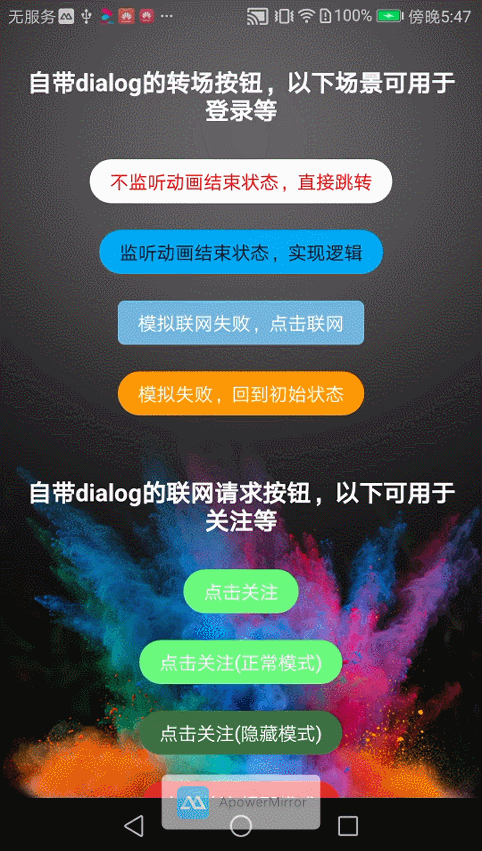 无服务 100% 傍晚5:47
自带dialog的转场按钮，以下场景可用于
登录等
不监听动画结束状态，直接跳转
监听动画结束状态，实现逻辑
模拟联网失败，点击联网
模拟失败，回到初始状态
自带dialog的联网请求按钮，以下可用于
关注等
点击关注
点击关注(正常模式)
点击关注(隐藏模式)
ApowerMirror